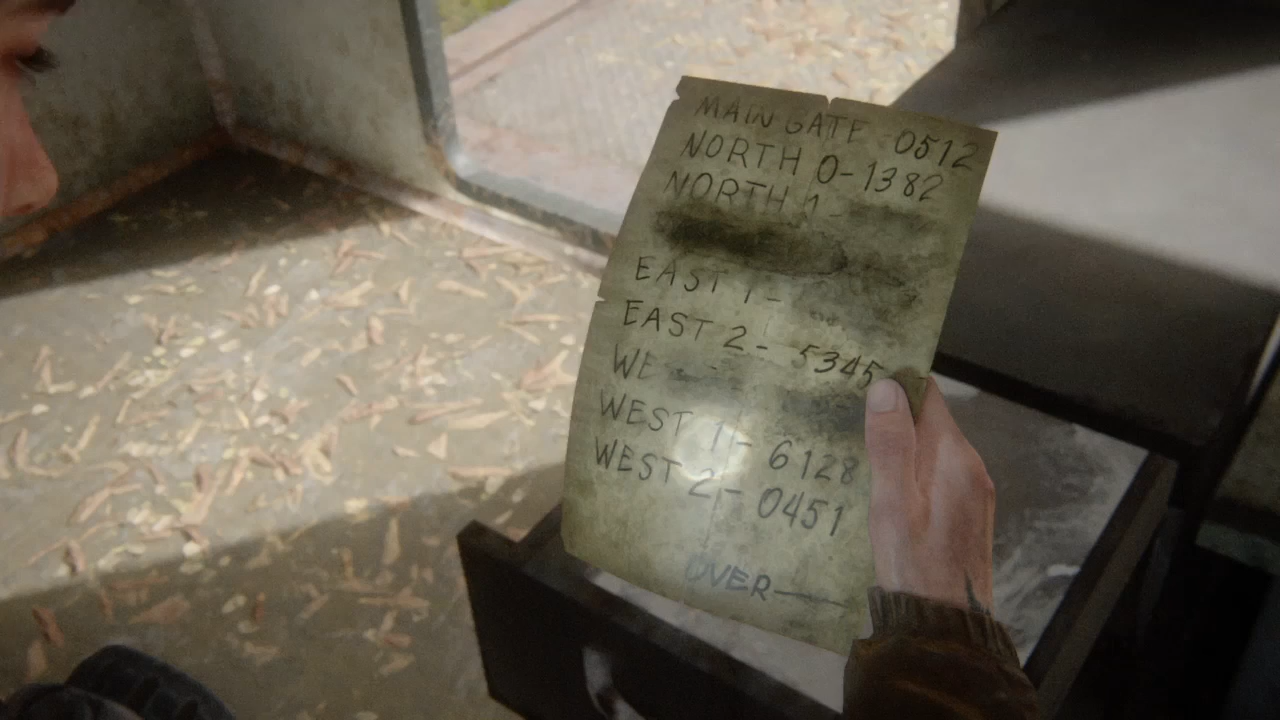 MAIN GATE - 0512
NORTH 0-1382
NORTH 1 -
EAST 1 -
EAST 2 - 5345
WE
WEST 1 - 6128
WEST 2 - 0451
OVER——